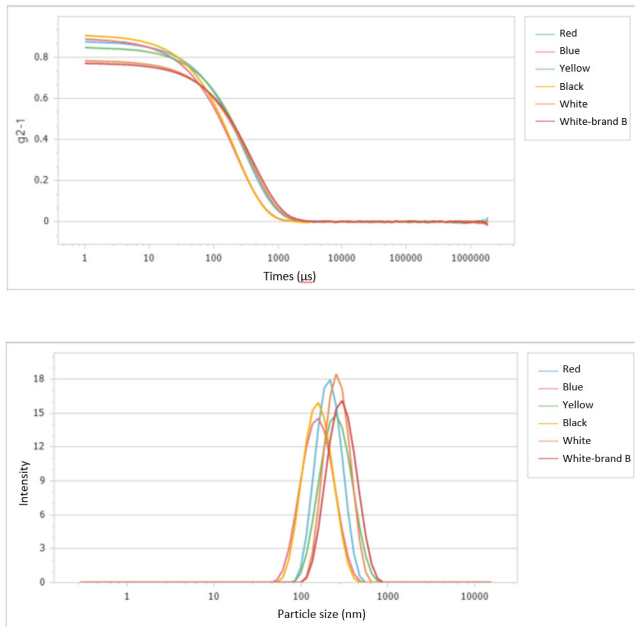 0.8
0.6
0.4
0.2
0
g2-1
1 10 100 1000 10000 100000 1000000
Times (µs)
Red
Blue
Yellow
Black
White
White-brand B
18
15
12
9
6
3
0
Intensity
1 10 100 1000 10000
Particle size (nm)
Red
Blue
Yellow
Black
White
White-brand B